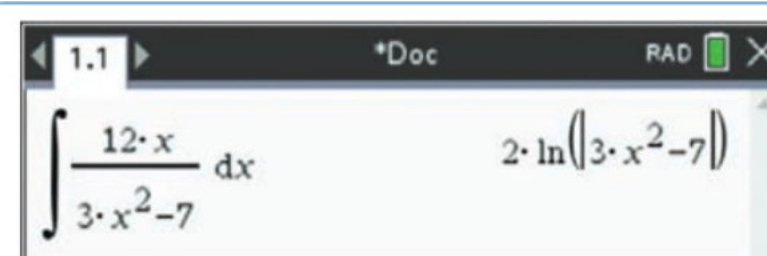 1.1 *Doc RAD
∫ 12·x / 3·x²−7 dx 2·ln(|3·x²−7|)